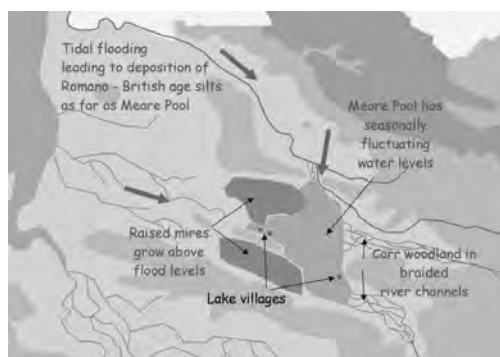 Tidal flooding
leading to deposition of
Romano - British age silts
as far as Meare Pool
Meare Pool has
seasonally
fluctuating
water levels
Raised mires
grow above
flood levels
Carr woodland in
braided
river channels
Lake villages